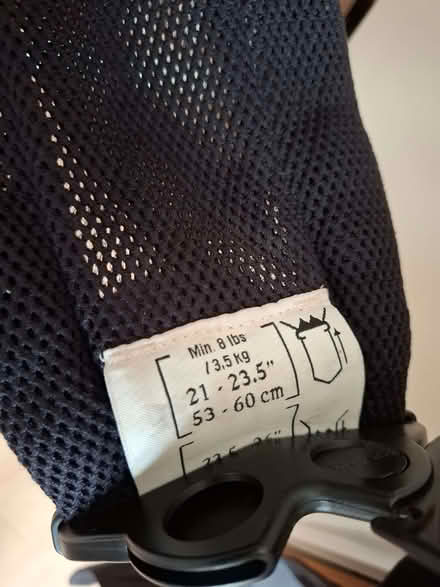 Min. 8 lbs
/ 3,5 kg
21 - 23.5"
53 - 60 cm